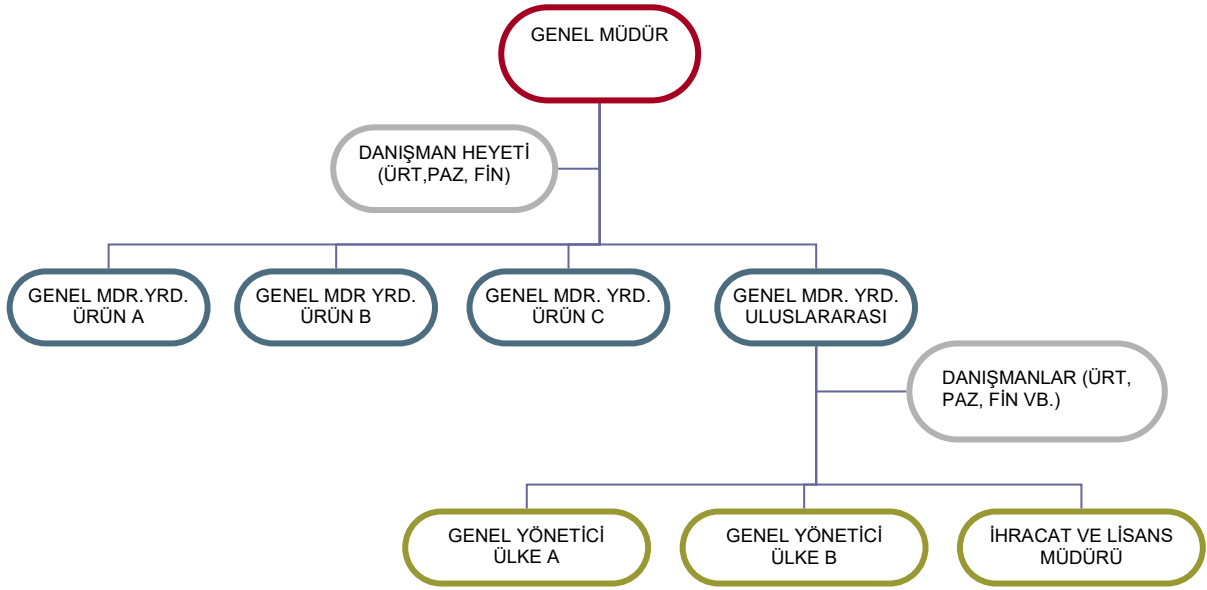 GENEL MÜDÜR
DANIŞMAN HEYETİ
(ÜRT,PAZ, FİN)
GENEL MDR.YRD.
ÜRÜN A
GENEL MDR YRD.
ÜRÜN B
GENEL MDR. YRD.
ÜRÜN C
GENEL MDR. YRD.
ULUSLARARASI
DANIŞMANLAR (ÜRT,
PAZ, FİN VB.)
GENEL YÖNETİCİ
ÜLKE A
GENEL YÖNETİCİ
ÜLKE B
İHRACAT VE LİSANS
MÜDÜRÜ